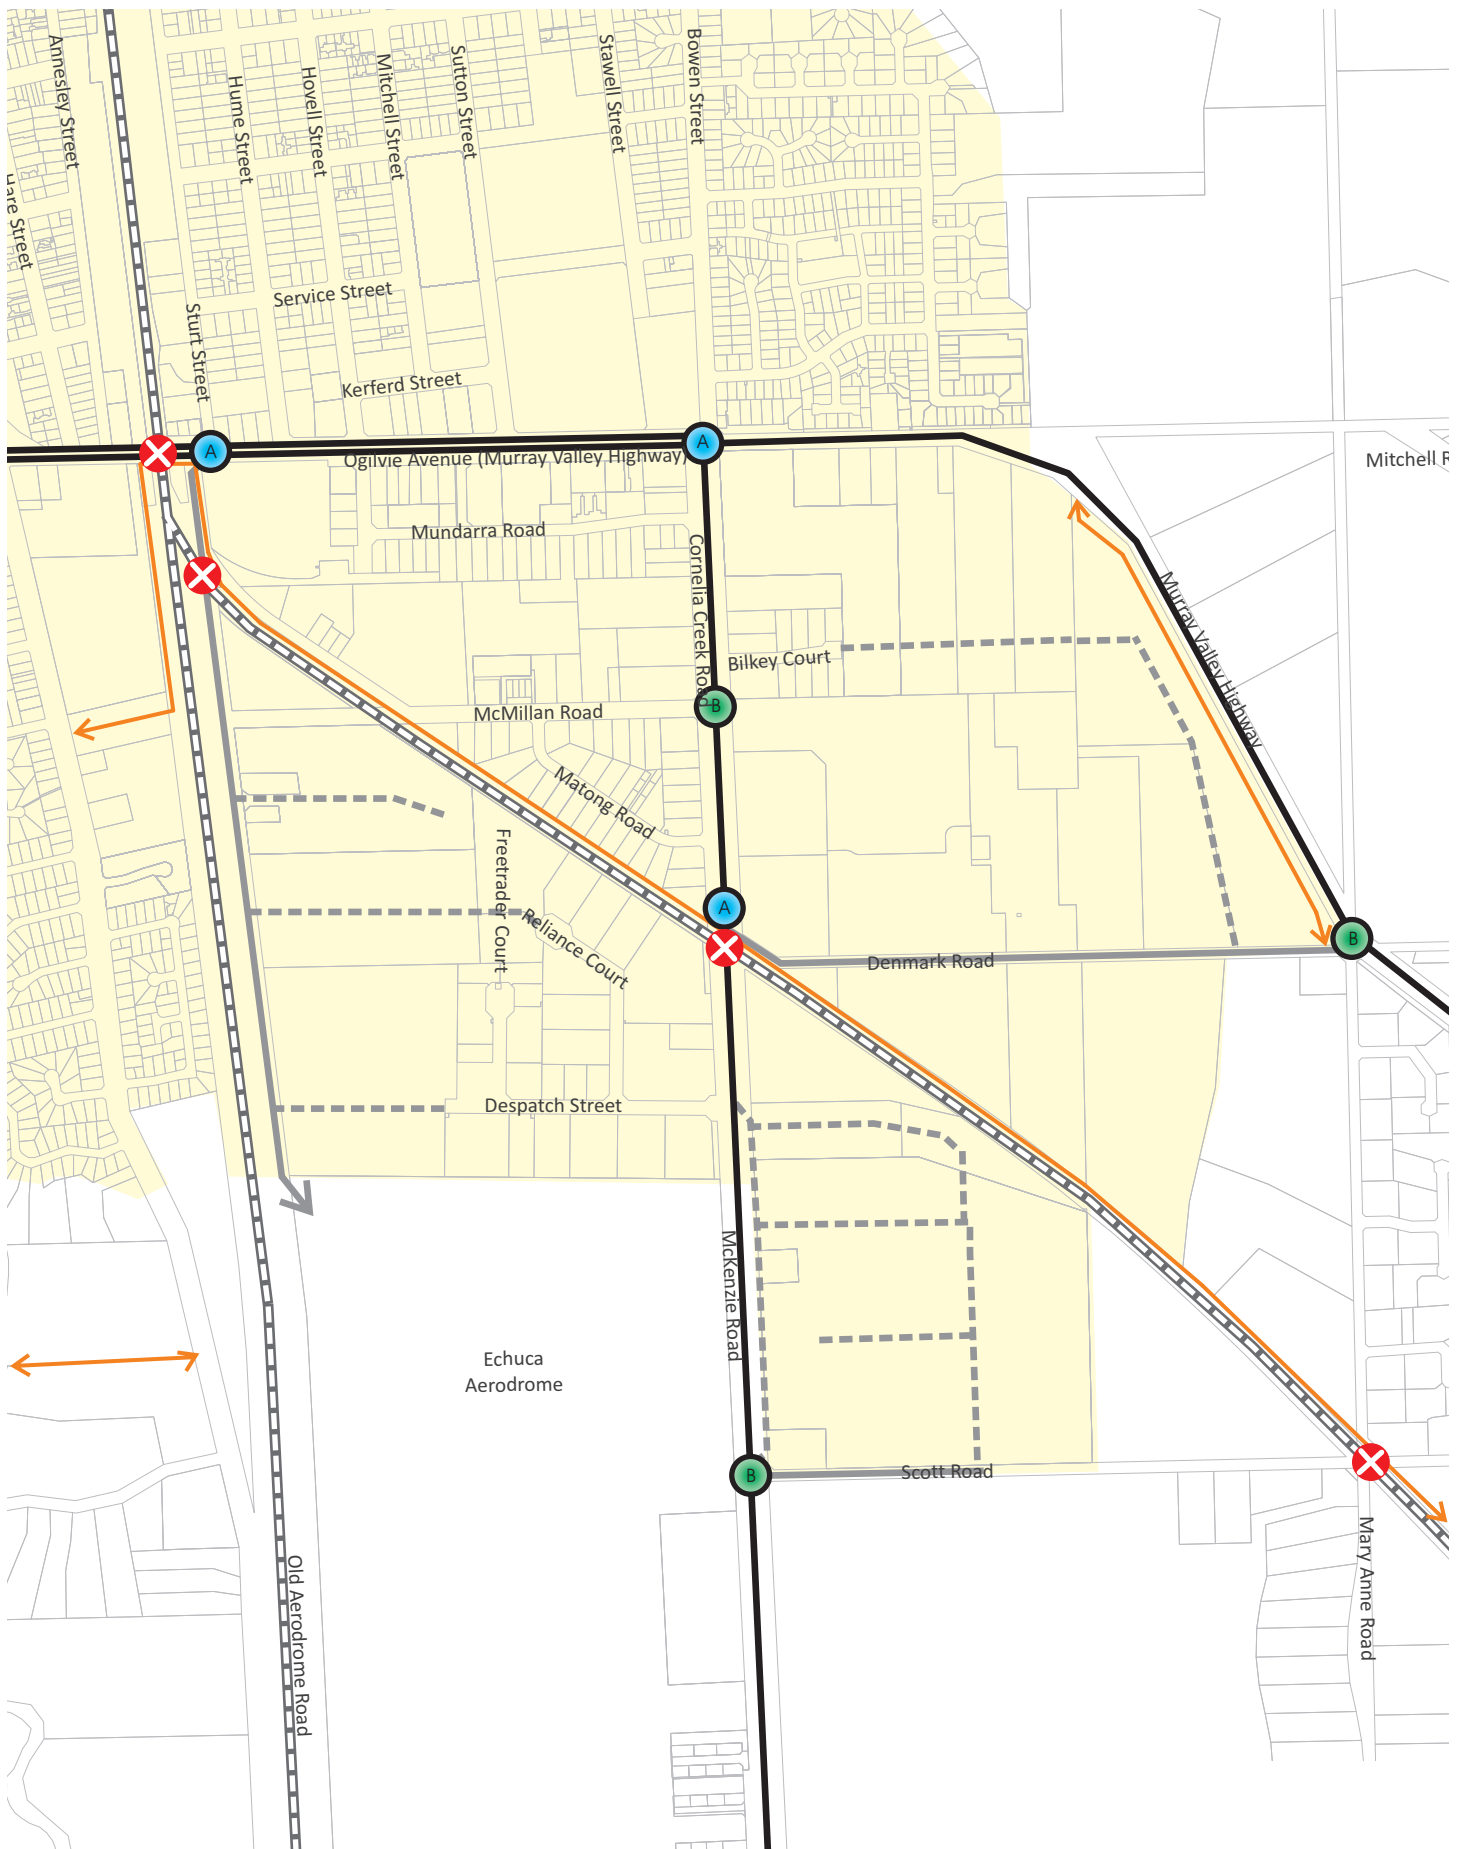 Annesley Street
Hare Street
Hume Street
Hovell Street
Mitchell Street
Sutton Street
Stawell Street
Bowen Street
Service Street
Sturt Street
Kerferd Street
A
A
Ogilvie Avenue (Murray Valley Highway)
Mitchell R
Mundarra Road
Cornelia Creek Road
Murray Valley Highway
Bilkey Court
B
McMillan Road
Matong Road
Freetrader Court
A
Reliance Court
B
Denmark Road
Despatch Street
McKenzie Road
Echuca
Aerodrome
B
Scott Road
Mary Anne Road
Old Aerodrome Road